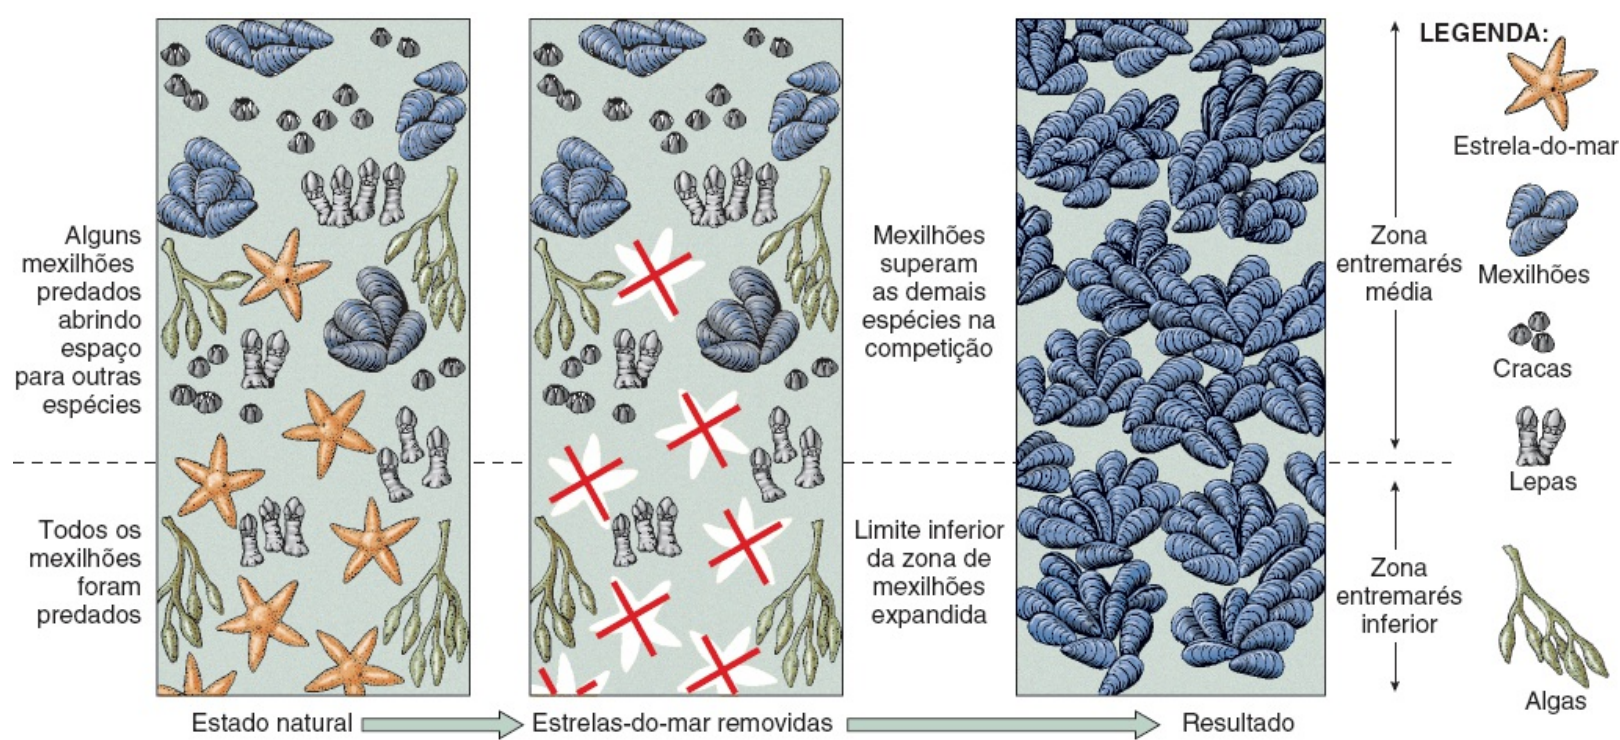 Alguns
mexilhões
predados
abrindo
espaço
para outras
espécies
Todos os
mexilhões
foram
predados
Mexilhões
superam
as demais
espécies na
competição
Limite inferior
da zona de
mexilhões
expandida
Zona
entremarés
média
Zona
entremarés
inferior
LEGENDA:
Estrela-do-mar
Mexilhões
Cracas
Lepas
Algas
Estado natural
Estrelas-do-mar removidas
Resultado